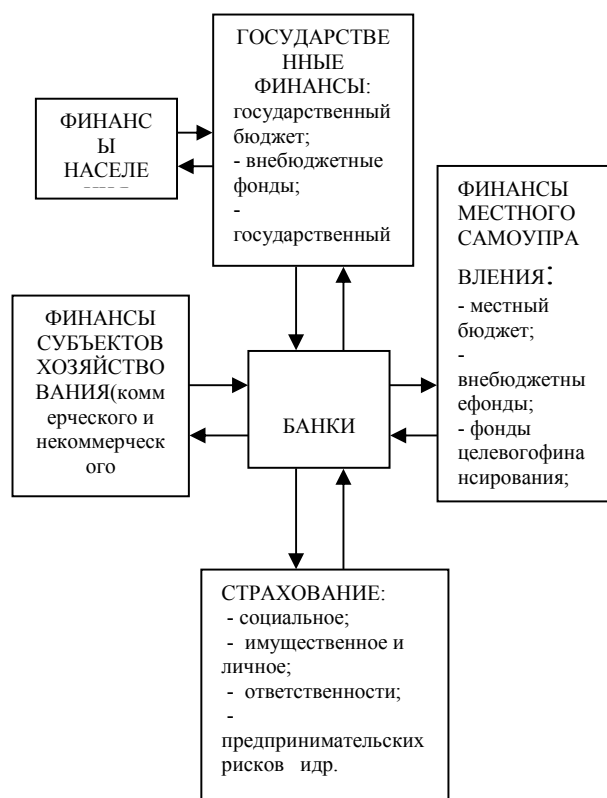 ГОСУДАРСТВЕ
ННЫЕ
ФИНАНСЫ:
государственный
бюджет;
- внебюджетные
фонды;
-
государственный
ФИНАНС
Ы
НАСЕЛЕ
ФИНАНСЫ
МЕСТНОГО
САМОУПРА
ВЛЕНИЯ:
- местный
бюджет;
-
внебюджетны
ефонды;
- фонды
целевогофина
нсирования;
ФИНАНСЫ
СУБЪЕКТОВ
ХОЗЯЙСТВО
ВАНИЯ(комм
ерческого и
некоммерческ
ого
БАНКИ
СТРАХОВАНИЕ:
- социальное;
- имущественное и
личное;
- ответственности;
-
предпринимательских
рисков идр.